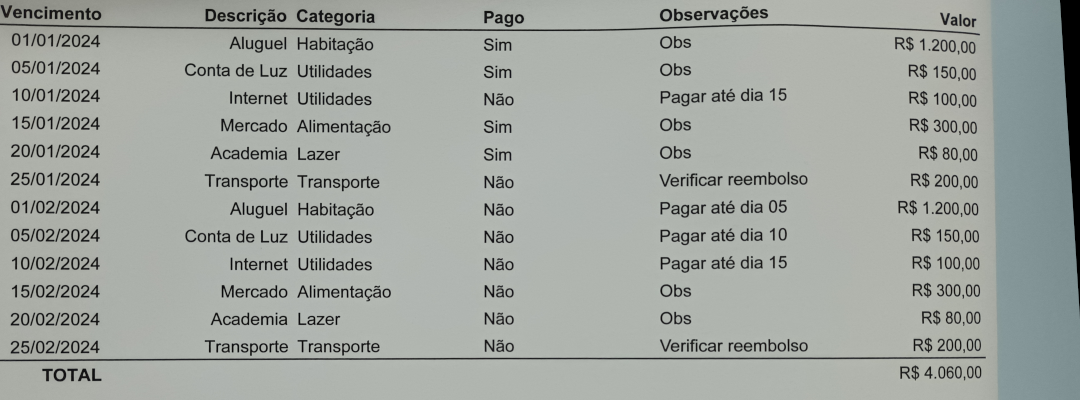 Vencimento Descrição Categoria Pago Observações Valor
01/01/2024 Aluguel Habitação Sim Obs R$ 1.200,00
05/01/2024 Conta de Luz Utilidades Sim Obs R$ 150,00
10/01/2024 Internet Utilidades Não Pagar até dia 15 R$ 100,00
15/01/2024 Mercado Alimentação Sim Obs R$ 300,00
20/01/2024 Academia Lazer Sim Obs R$ 80,00
25/01/2024 Transporte Transporte Não Verificar reembolso R$ 200,00
01/02/2024 Aluguel Habitação Não Pagar até dia 05 R$ 1.200,00
05/02/2024 Conta de Luz Utilidades Não Pagar até dia 10 R$ 150,00
10/02/2024 Internet Utilidades Não Pagar até dia 15 R$ 100,00
15/02/2024 Mercado Alimentação Não Obs R$ 300,00
20/02/2024 Academia Lazer Não Obs R$ 80,00
25/02/2024 Transporte Transporte Não Verificar reembolso R$ 200,00
TOTAL R$ 4.060,00